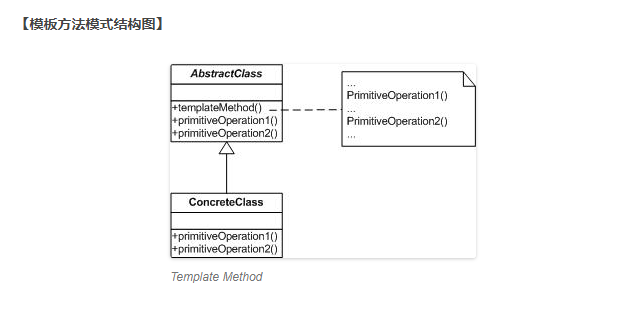 【模板方法模式结构图】
AbstractClass
+templateMethod()
+primitiveOperation1()
+primitiveOperation2()
...
PrimitiveOperation1()
...
PrimitiveOperation2()
...
ConcreteClass
+primitiveOperation1()
+primitiveOperation2()
Template Method